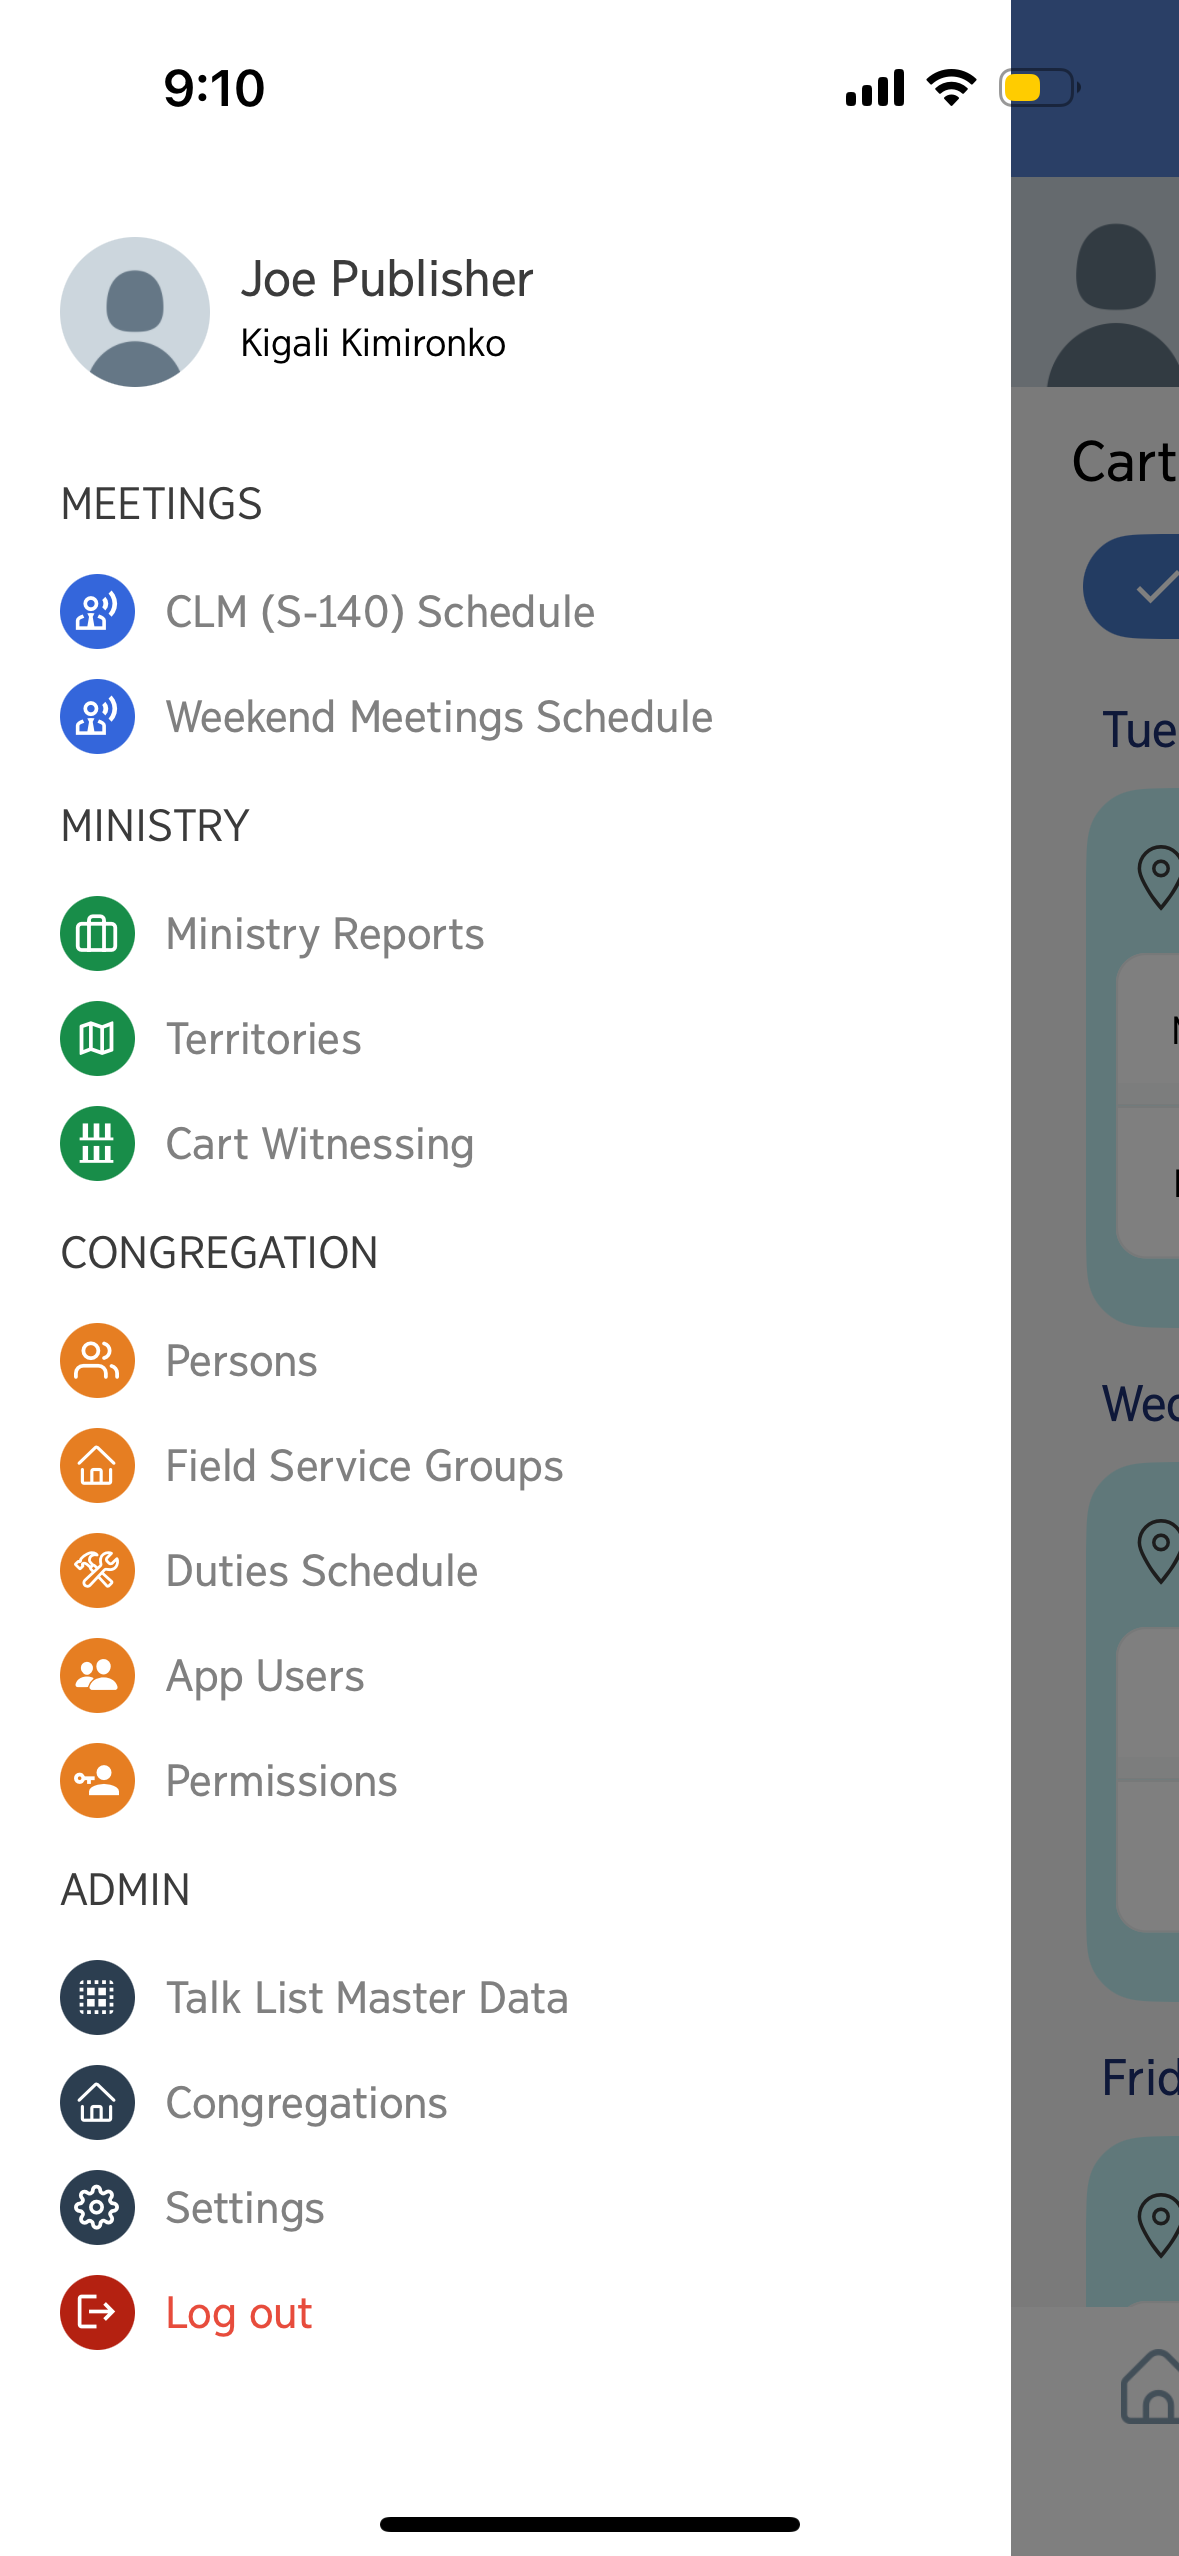 9:10
Joe Publisher
Kigali Kimironko
MEETINGS
CLM (S-140) Schedule
Weekend Meetings Schedule
MINISTRY
Ministry Reports
Territories
Cart Witnessing
CONGREGATION
Persons
Field Service Groups
Duties Schedule
App Users
Permissions
ADMIN
Talk List Master Data
Congregations
Settings
Log out
Cart
Tue
Wed
Frid